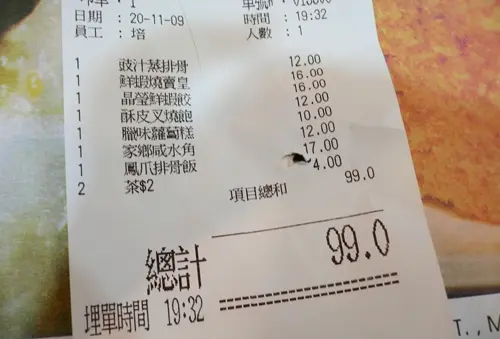 : 1
日期 : 20-11-09 時間 : 19:32
員工 : 培 人數 : 1
1 豉汁蒸排骨 12.00
1 鮮蝦燒賣皇 16.00
1 晶瑩鮮蝦餃 16.00
1 酥皮叉燒飽 12.00
1 臘味蘿蔔糕 10.00
1 家鄉咸水角 12.00
1 鳳爪排骨飯 17.00
2 茶$2 4.00
項目總和 99.0
總計 99.0
埋單時間 19:32
T., M